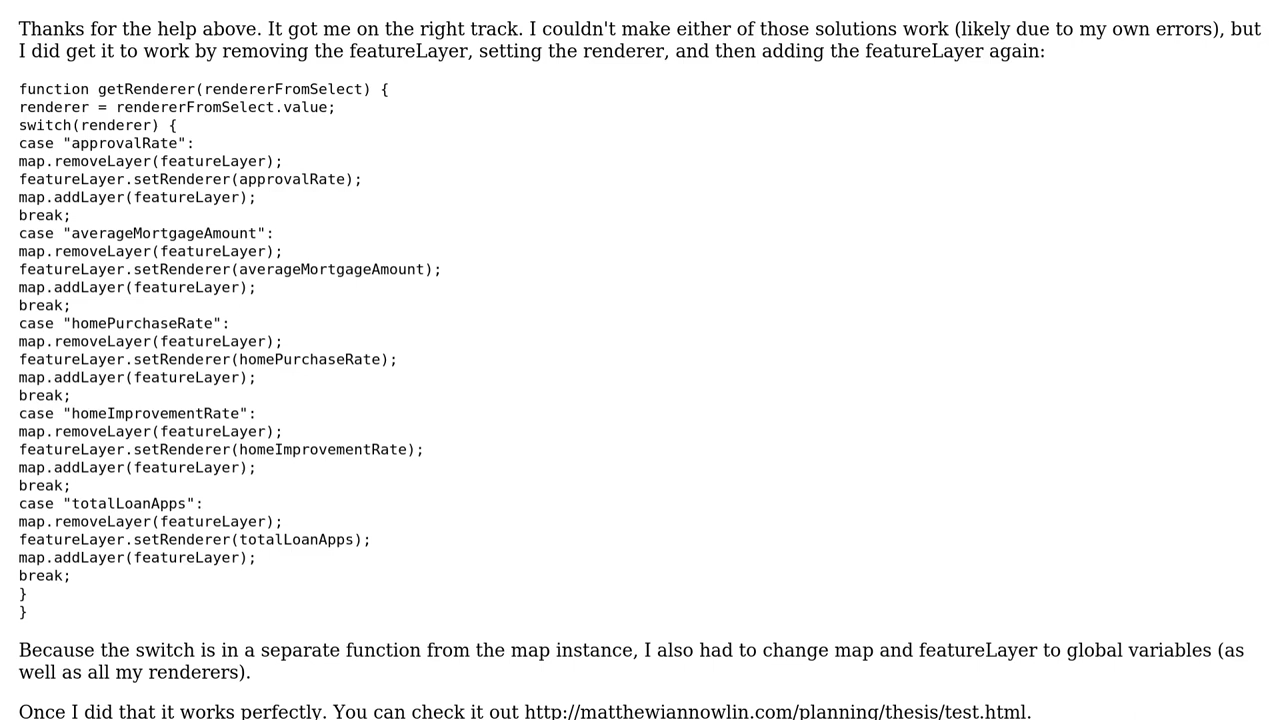 Thanks for the help above. It got me on the right track. I couldn't make either of those solutions work (likely due to my own errors), but
I did get it to work by removing the featureLayer, setting the renderer, and then adding the featureLayer again:
function getRenderer(rendererFromSelect) {
renderer = rendererFromSelect.value;
switch(renderer) {
case "approvalRate":
map.removeLayer(featureLayer);
featureLayer.setRenderer(approvalRate);
map.addLayer(featureLayer);
break;
case "averageMortgageAmount":
map.removeLayer(featureLayer);
featureLayer.setRenderer(averageMortgageAmount);
map.addLayer(featureLayer);
break;
case "homePurchaseRate":
map.removeLayer(featureLayer);
featureLayer.setRenderer(homePurchaseRate);
map.addLayer(featureLayer);
break;
case "homeImprovementRate":
map.removeLayer(featureLayer);
featureLayer.setRenderer(homeImprovementRate);
map.addLayer(featureLayer);
break;
case "totalLoanApps":
map.removeLayer(featureLayer);
featureLayer.setRenderer(totalLoanApps);
map.addLayer(featureLayer);
break;
}
}
Because the switch is in a separate function from the map instance, I also had to change map and featureLayer to global variables (as
well as all my renderers).
Once I did that it works perfectly. You can check it out http://matthewiannowlin.com/planning/thesis/test.html.